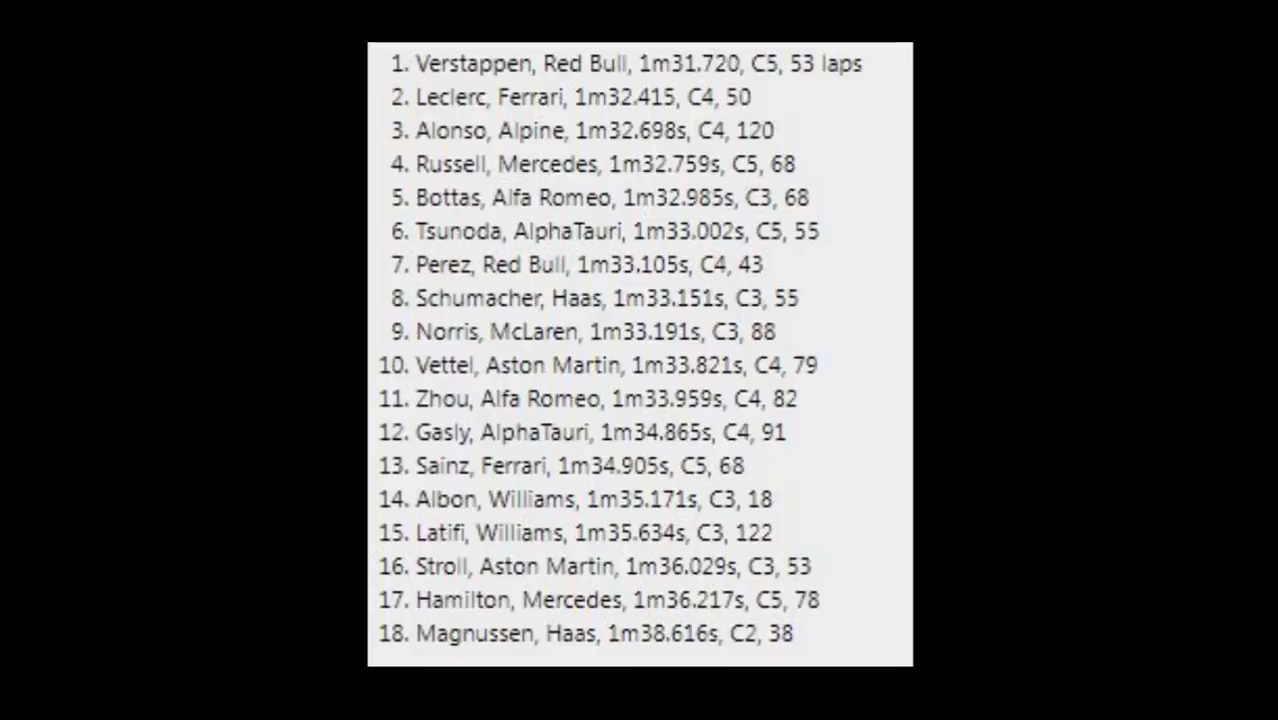 1. Verstappen, Red Bull, 1m31.720, C5, 53 laps
2. Leclerc, Ferrari, 1m32.415, C4, 50
3. Alonso, Alpine, 1m32.698s, C4, 120
4. Russell, Mercedes, 1m32.759s, C5, 68
5. Bottas, Alfa Romeo, 1m32.985s, C3, 68
6. Tsunoda, AlphaTauri, 1m33.002s, C5, 55
7. Perez, Red Bull, 1m33.105s, C4, 43
8. Schumacher, Haas, 1m33.151s, C3, 55
9. Norris, McLaren, 1m33.191s, C3, 88
10. Vettel, Aston Martin, 1m33.821s, C4, 79
11. Zhou, Alfa Romeo, 1m33.959s, C4, 82
12. Gasly, AlphaTauri, 1m34.865s, C4, 91
13. Sainz, Ferrari, 1m34.905s, C5, 68
14. Albon, Williams, 1m35.171s, C3, 18
15. Latifi, Williams, 1m35.634s, C3, 122
16. Stroll, Aston Martin, 1m36.029s, C3, 53
17. Hamilton, Mercedes, 1m36.217s, C5, 78
18. Magnussen, Haas, 1m38.616s, C2, 38